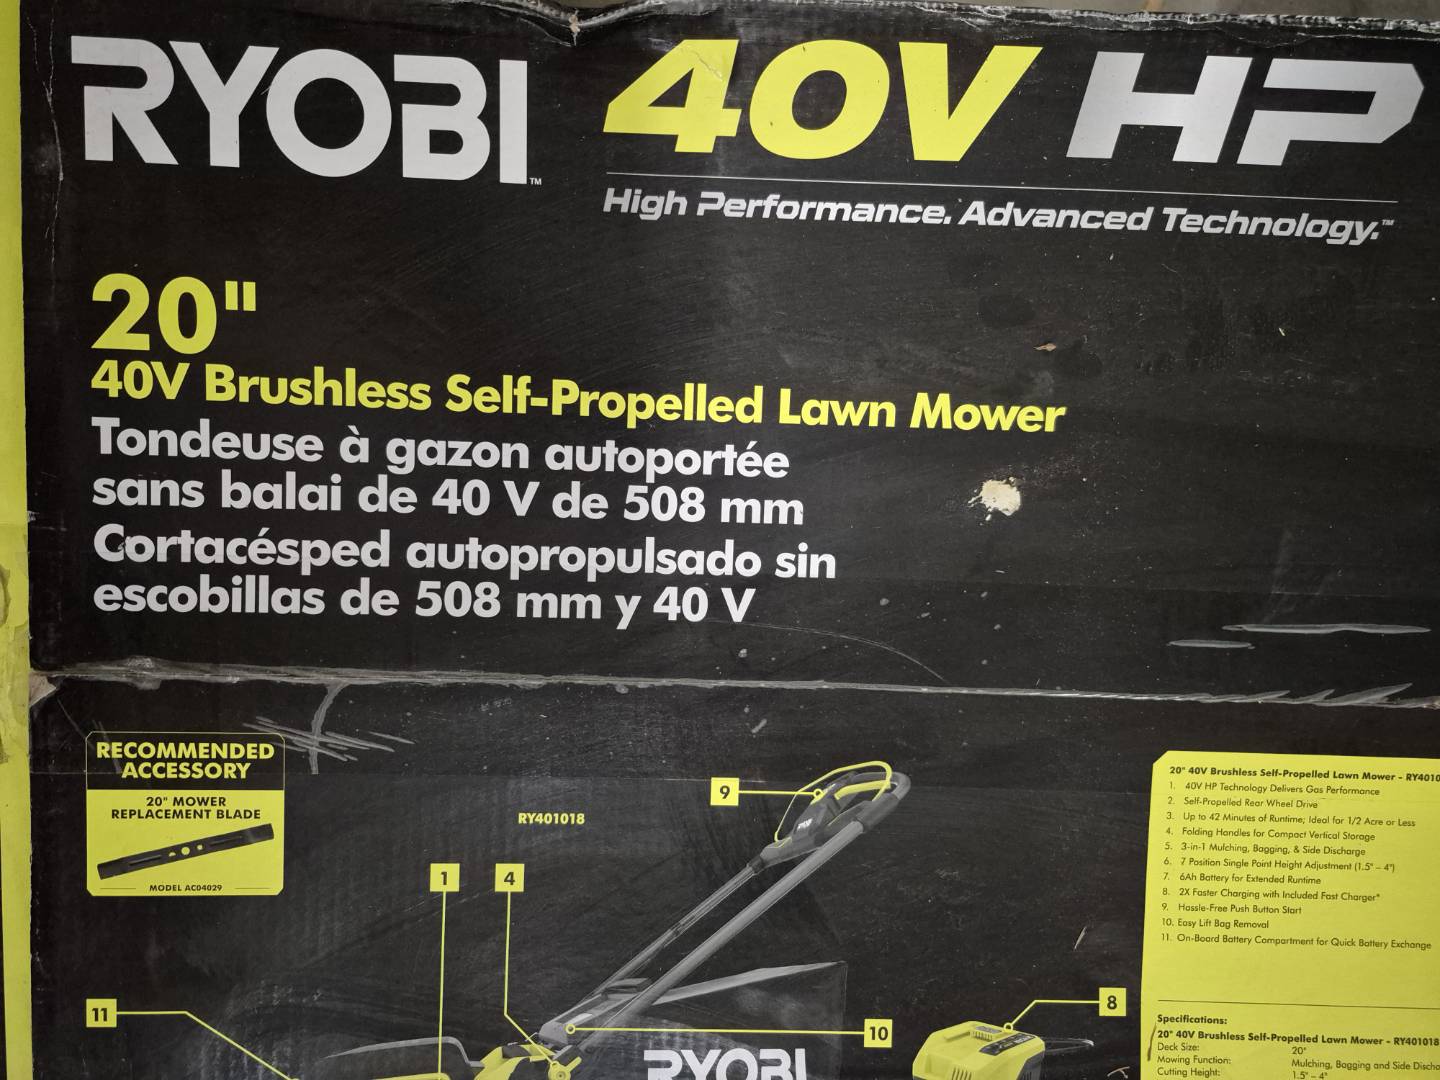 RYOBI™
40V HP
High Performance. Advanced Technology.™
20"
40V Brushless Self-Propelled Lawn Mower
Tondeuse à gazon autoportée
sans balai de 40 V de 508 mm
Cortacésped autopropulsado sin
escobillas de 508 mm y 40 V
RECOMMENDED
ACCESSORY
20" MOWER
REPLACEMENT BLADE
MODEL AC04029
RY401018
9
1
4
11
10
8
RYOBI
20" 40V Brushless Self-Propelled Lawn Mower - RY4010
1. 40V HP Technology Delivers Gas Performance
2. Self-Propelled Rear Wheel Drive
3. Up to 42 Minutes of Runtime; Ideal for 1/2 Acre or Less
4. Folding Handles for Compact Vertical Storage
5. 3-in-1 Mulching, Bagging, & Side Discharge
6. 7 Position Single Point Height Adjustment (1.5" – 4")
7. 6Ah Battery for Extended Runtime
8. 2X Faster Charging with Included Fast Charger*
9. Hassle-Free Push Button Start
10. Easy Lift Bag Removal
11. On-Board Battery Compartment for Quick Battery Exchange
Specifications:
20" 40V Brushless Self-Propelled Lawn Mower - RY401018
Deck Size: 20"
Mowing Function: Mulching, Bagging and Side Discha
Cutting Height: 1.5" – 4"